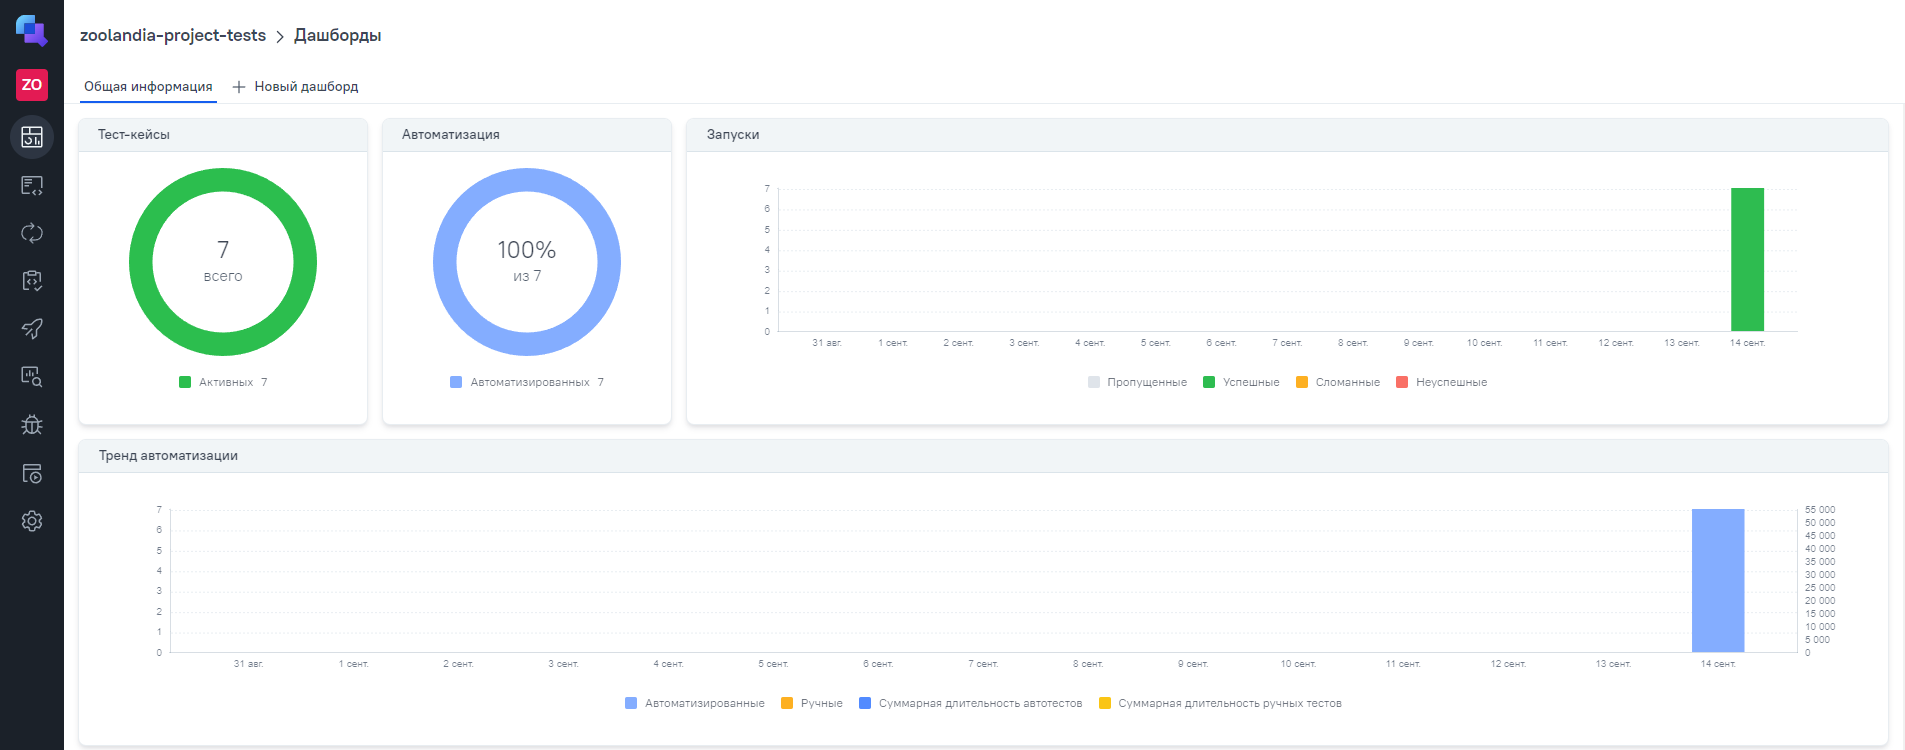 zoolandia-project-tests > Дашборды
ZO
Общая информация + Новый дашборд
Тест-кейсы
7
всего
Активных 7
Автоматизация
100%
из 7
Автоматизированных 7
Запуски
7
6
5
4
3
2
1
0
31 авг. 1 сент. 2 сент. 3 сент. 4 сент. 5 сент. 6 сент. 7 сент. 8 сент. 9 сент. 10 сент. 11 сент. 12 сент. 13 сент. 14 сент.
Пропущенные Успешные Сломанные Неуспешные
Тренд автоматизации
7
6
5
4
3
2
1
0
55 000
50 000
45 000
40 000
35 000
30 000
25 000
20 000
15 000
10 000
5 000
0
31 авг. 1 сент. 2 сент. 3 сент. 4 сент. 5 сент. 6 сент. 7 сент. 8 сент. 9 сент. 10 сент. 11 сент. 12 сент. 13 сент. 14 сент.
Автоматизированные Ручные Суммарная длительность автотестов Суммарная длительность ручных тестов